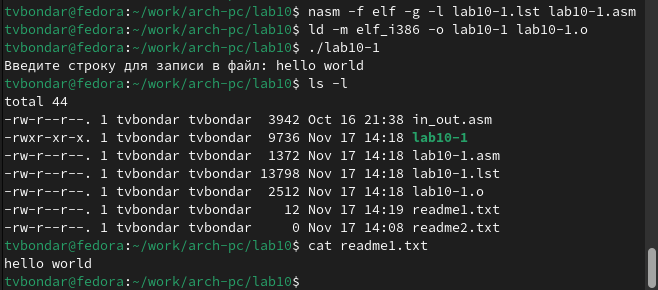 tvbondar@fedora:~/work/arch-pc/lab10$ nasm -f elf -g -l lab10-1.lst lab10-1.asm
tvbondar@fedora:~/work/arch-pc/lab10$ ld -m elf_i386 -o lab10-1 lab10-1.o
tvbondar@fedora:~/work/arch-pc/lab10$ ./lab10-1
Введите строку для записи в файл: hello world
tvbondar@fedora:~/work/arch-pc/lab10$ ls -l
total 44
-rw-r--r--. 1 tvbondar tvbondar  3942 Oct 16 21:38 in_out.asm
-rwxr-xr-x. 1 tvbondar tvbondar  9736 Nov 17 14:18 lab10-1
-rw-r--r--. 1 tvbondar tvbondar  1372 Nov 17 14:18 lab10-1.asm
-rw-r--r--. 1 tvbondar tvbondar 13798 Nov 17 14:18 lab10-1.lst
-rw-r--r--. 1 tvbondar tvbondar  2512 Nov 17 14:18 lab10-1.o
-rw-r--r--. 1 tvbondar tvbondar    12 Nov 17 14:19 readme1.txt
-rw-r--r--. 1 tvbondar tvbondar     0 Nov 17 14:08 readme2.txt
tvbondar@fedora:~/work/arch-pc/lab10$ cat readme1.txt
hello world
tvbondar@fedora:~/work/arch-pc/lab10$